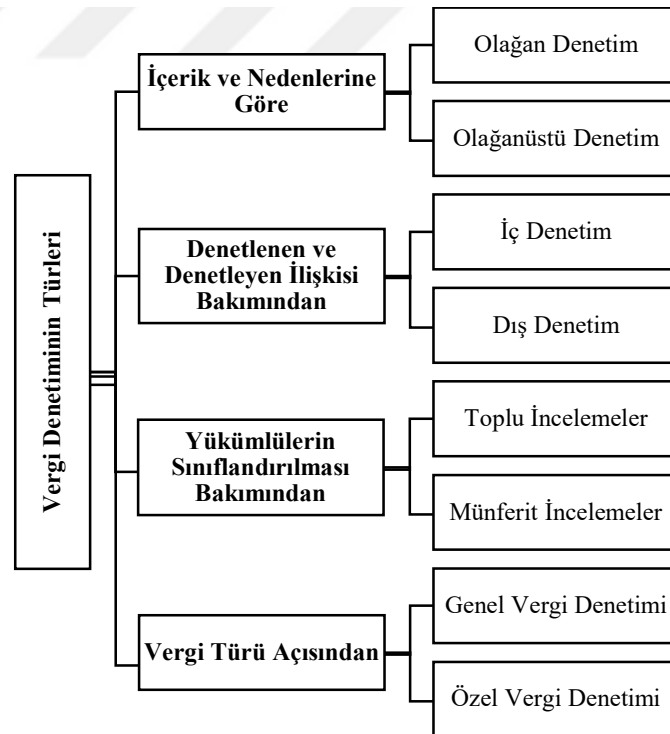 Vergi Denetiminin Türleri
İçerik ve Nedenlerine
Göre
Olağan Denetim
Olağanüstü Denetim
Denetlenen ve
Denetleyen İlişkisi
Bakımından
İç Denetim
Dış Denetim
Yükümlülerin
Sınıflandırılması
Bakımından
Toplu İncelemeler
Münferit İncelemeler
Vergi Türü Açısından
Genel Vergi Denetimi
Özel Vergi Denetimi